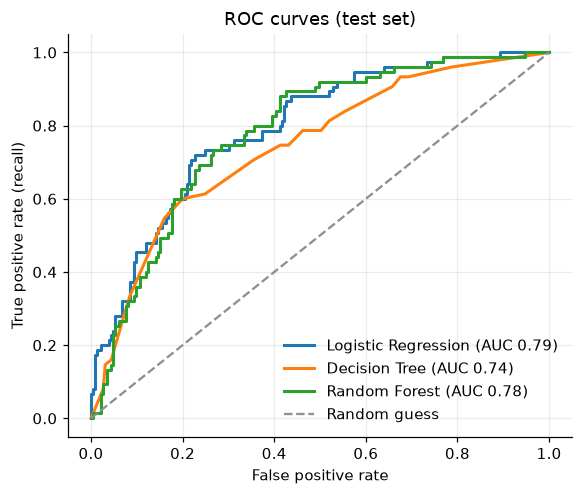 ROC curves (test set)
True positive rate (recall)
1.0
0.8
0.6
0.4
0.2
0.0
Logistic Regression (AUC 0.79)
Decision Tree (AUC 0.74)
Random Forest (AUC 0.78)
Random guess
0.0 0.2 0.4 0.6 0.8 1.0
False positive rate